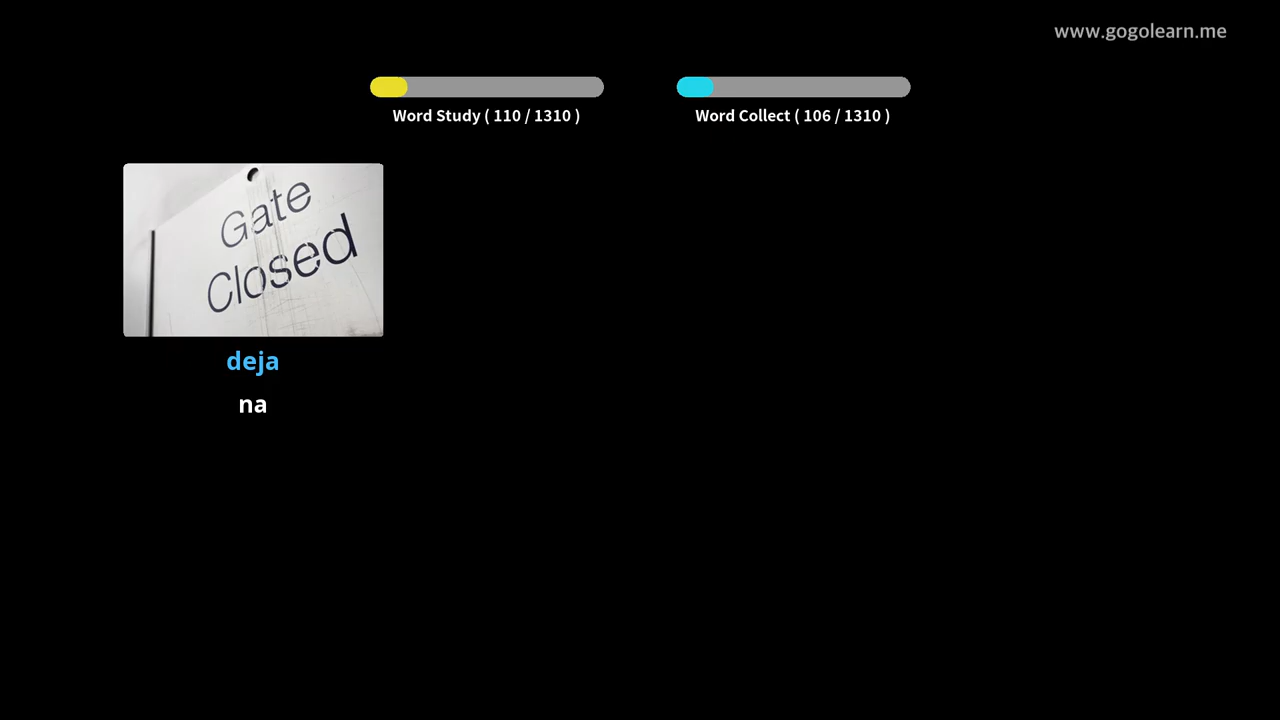 www.gogolearn.me
Word Study ( 110 / 1310 )
Word Collect ( 106 / 1310 )
Gate
Closed
deja
na